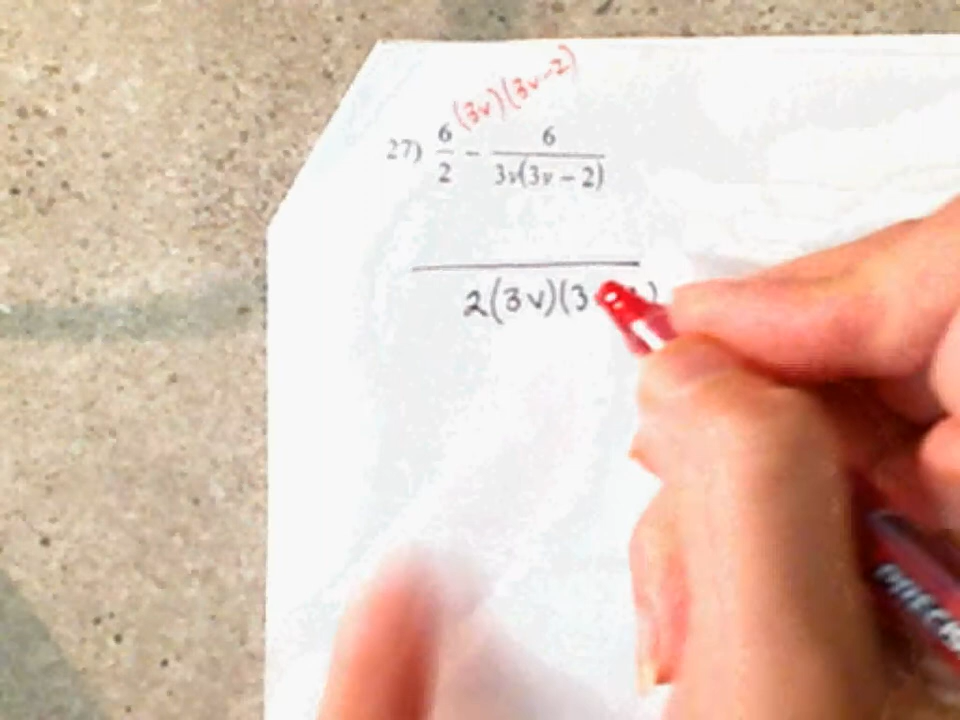 (3v)(3v-2)
27) 6/2 - 6/(3v(3v - 2))
2(3v)(3